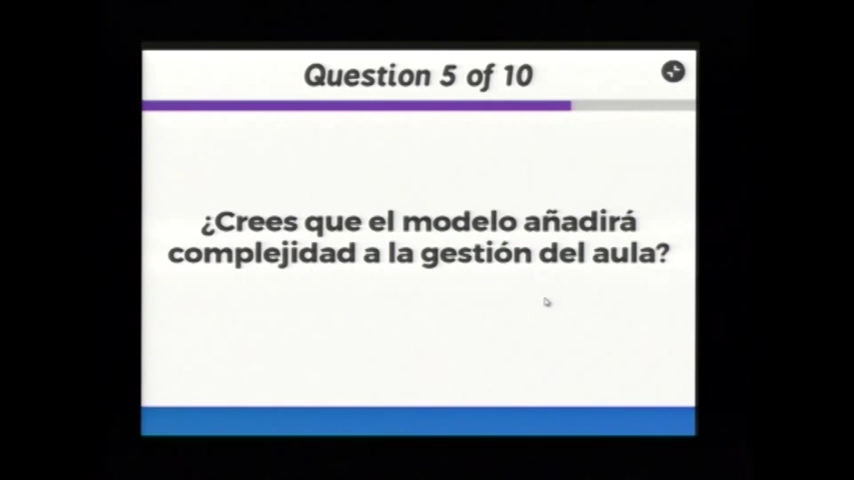 Question 5 of 10
¿Crees que el modelo añadirá
complejidad a la gestión del aula?